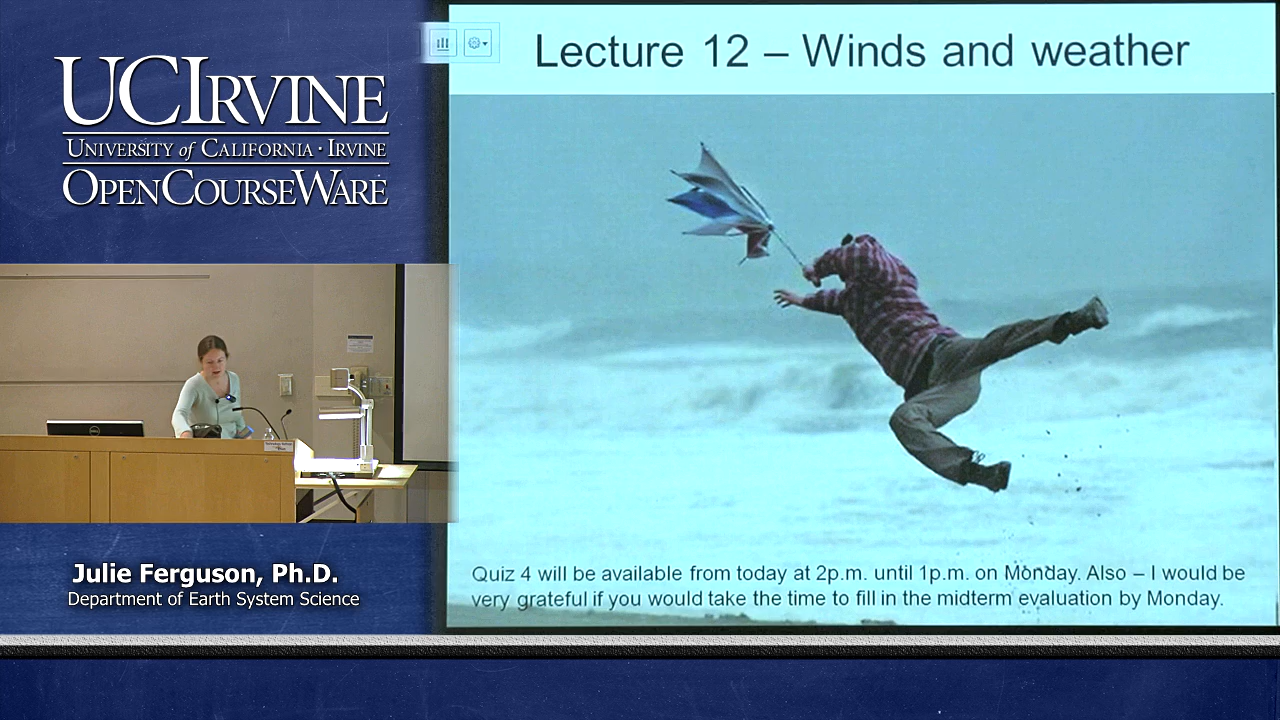 UCIRVINE
UNIVERSITY of CALIFORNIA · IRVINE
OPENCOURSEWARE
Lecture 12 – Winds and weather
Quiz 4 will be available from today at 2p.m. until 1p.m. on Monday. Also – I would be
very grateful if you would take the time to fill in the midterm evaluation by Monday.
Julie Ferguson, Ph.D.
Department of Earth System Science